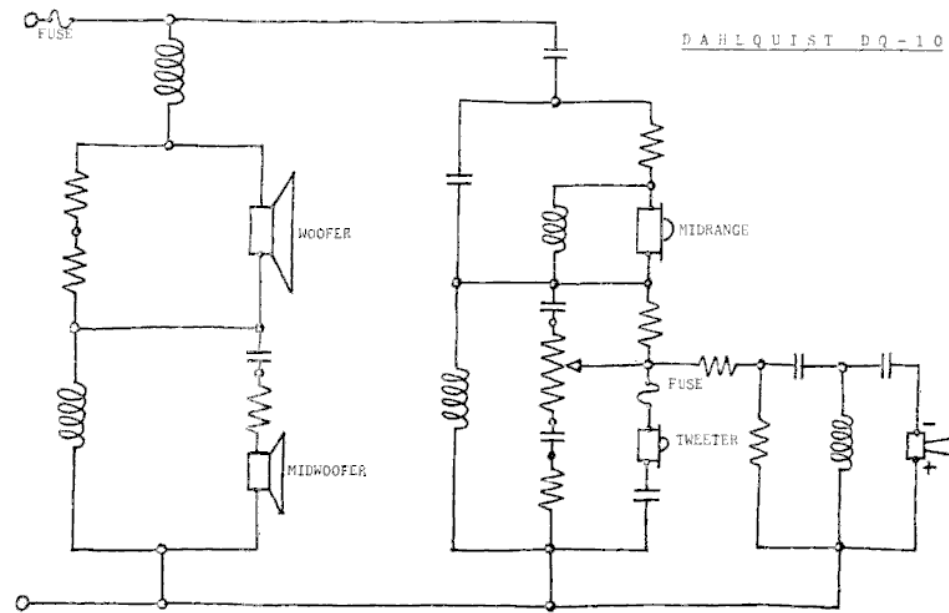 FUSE
DAHLQUIST DQ-10
WOOFER
MIDRANGE
FUSE
TWEETER
MIDWOOFER
-
+